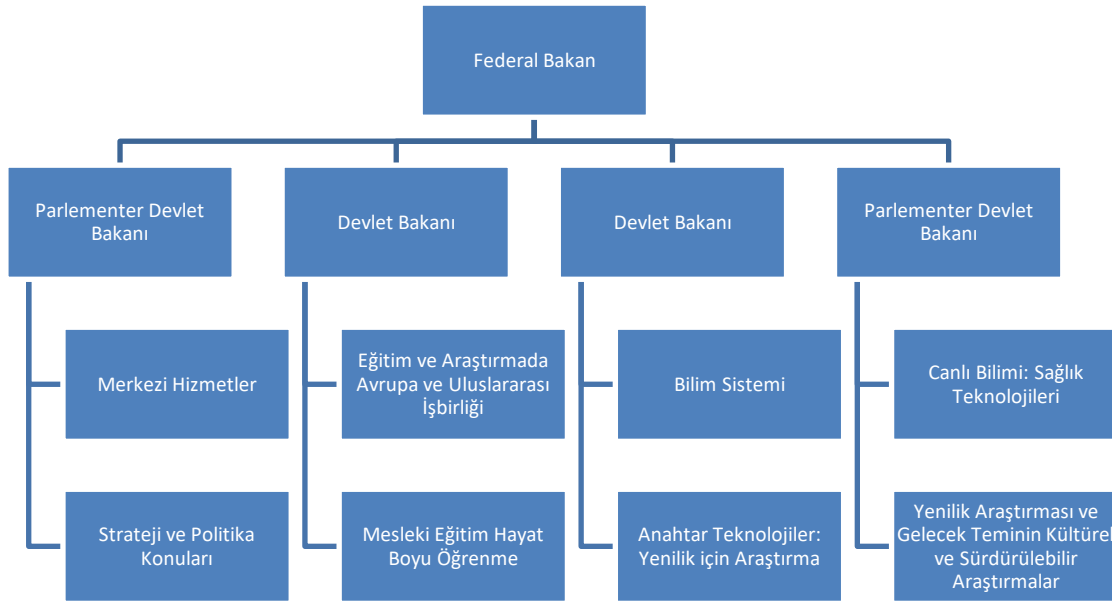 Federal Bakan
Parlementer Devlet
Bakanı
Devlet Bakanı
Devlet Bakanı
Parlementer Devlet
Bakanı
Merkezi Hizmetler
Eğitim ve Araştırmada
Avrupa ve Uluslararası
İşbirliği
Bilim Sistemi
Canlı Bilimi: Sağlık
Teknolojileri
Strateji ve Politika
Konuları
Mesleki Eğitim Hayat
Boyu Öğrenme
Anahtar Teknolojiler:
Yenilik için Araştırma
Yenilik Araştırması ve
Gelecek Teminin Kültürel
ve Sürdürülebilir
Araştırmalar